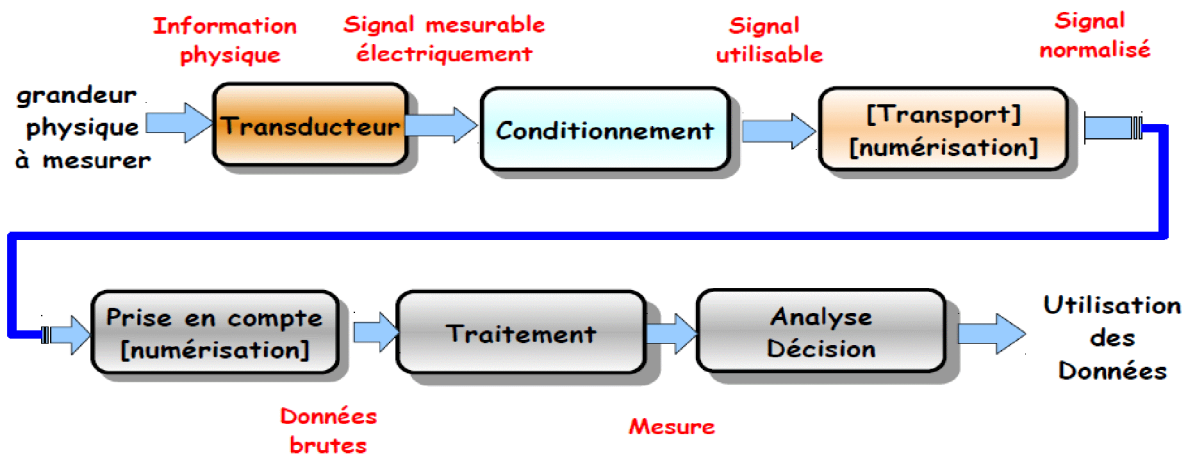 Information
physique
Signal mesurable
électriquement
Signal
utilisable
Signal
normalisé
grandeur
physique
à mesurer
Transducteur
Conditionnement
[Transport]
[numérisation]
Prise en compte
[numérisation]
Traitement
Analyse
Décision
Utilisation
des
Données
Données
brutes
Mesure